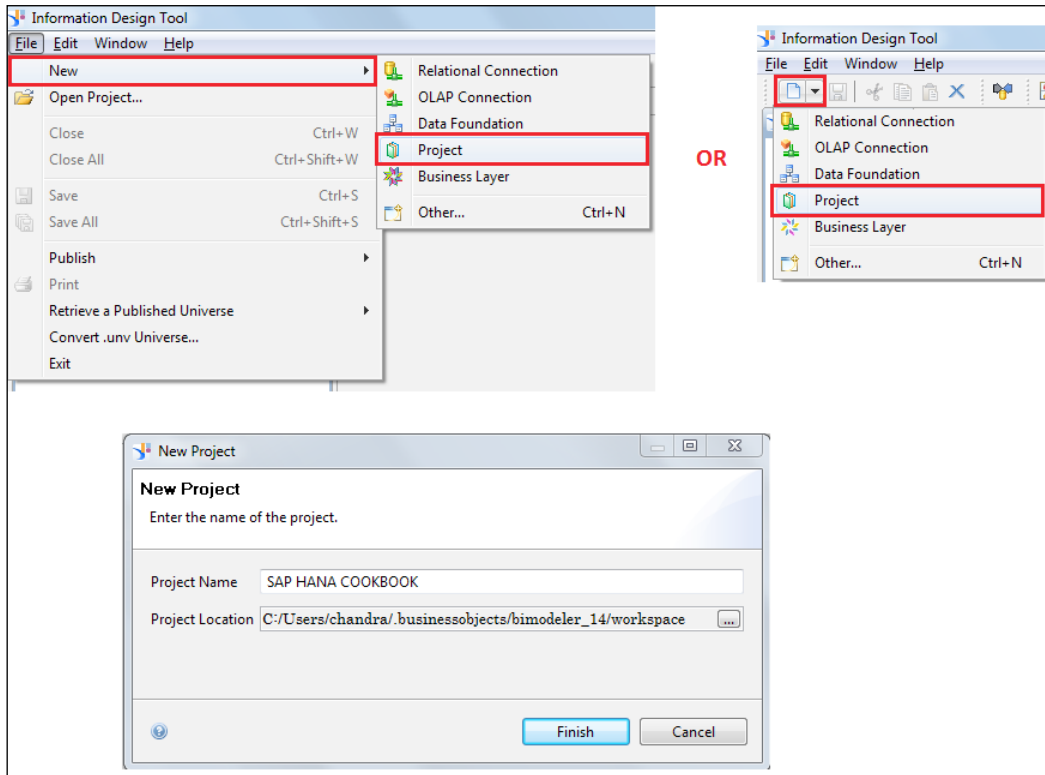 Information Design Tool
File Edit Window Help
New
Open Project...
Close Ctrl+W
Close All Ctrl+Shift+W
Save Ctrl+S
Save All Ctrl+Shift+S
Publish
Print
Retrieve a Published Universe
Convert .unv Universe...
Exit
Relational Connection
OLAP Connection
Data Foundation
Project
Business Layer
Other... Ctrl+N
OR
Information Design Tool
File Edit Window Help
Relational Connection
OLAP Connection
Data Foundation
Project
Business Layer
Other... Ctrl+N
New Project
New Project
Enter the name of the project.
Project Name SAP HANA COOKBOOK
Project Location C:/Users/chandra/.businessobjects/bimodeler_14/workspace ...
Finish Cancel